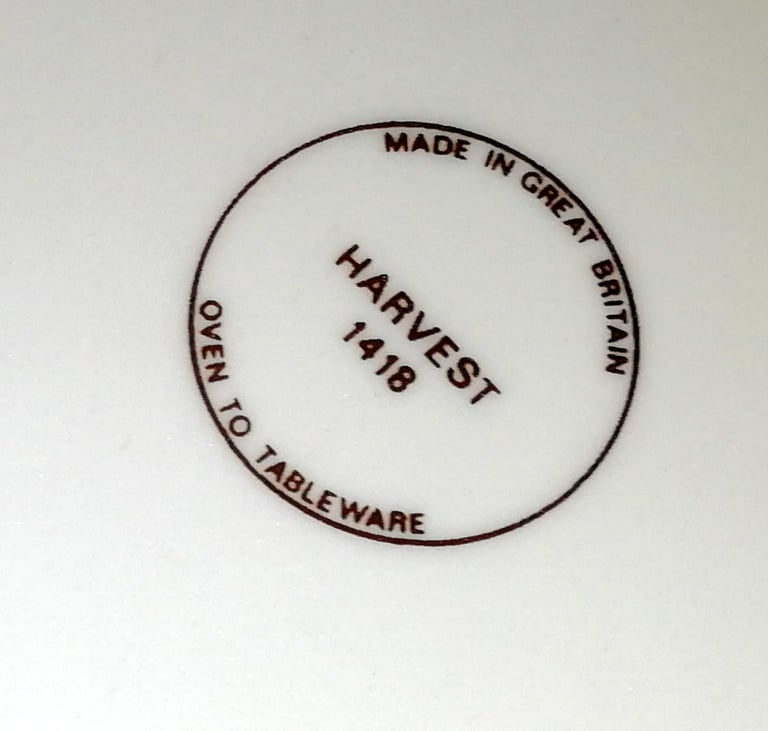 MADE IN GREAT BRITAIN
HARVEST
1418
OVEN TO TABLEWARE